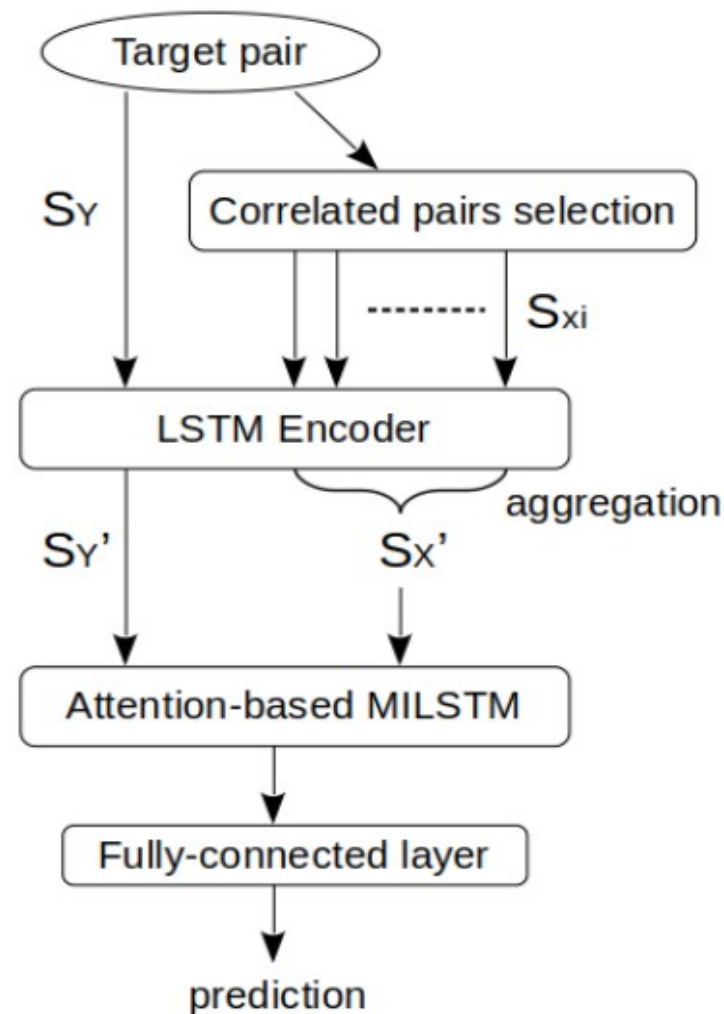 Target pair
SY
Correlated pairs selection
Sxi
LSTM Encoder
aggregation
SY’
SX’
Attention-based MILSTM
Fully-connected layer
prediction